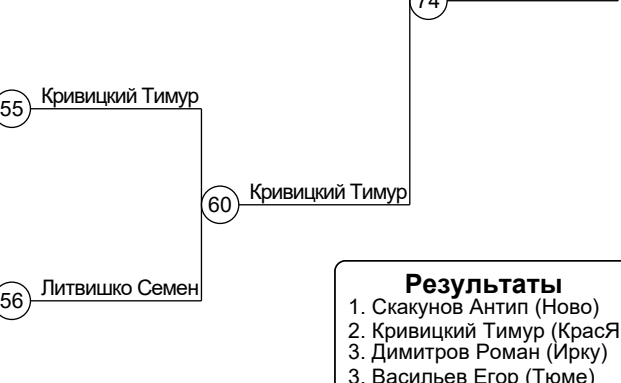 74
Кривицкий Тимур
55
Кривицкий Тимур
60
Литвишко Семен
56
Результаты
1. Скакунов Антип (Ново)
2. Кривицкий Тимур (КрасЯ
3. Димитров Роман (Ирку)
3. Васильев Егор (Тюме)